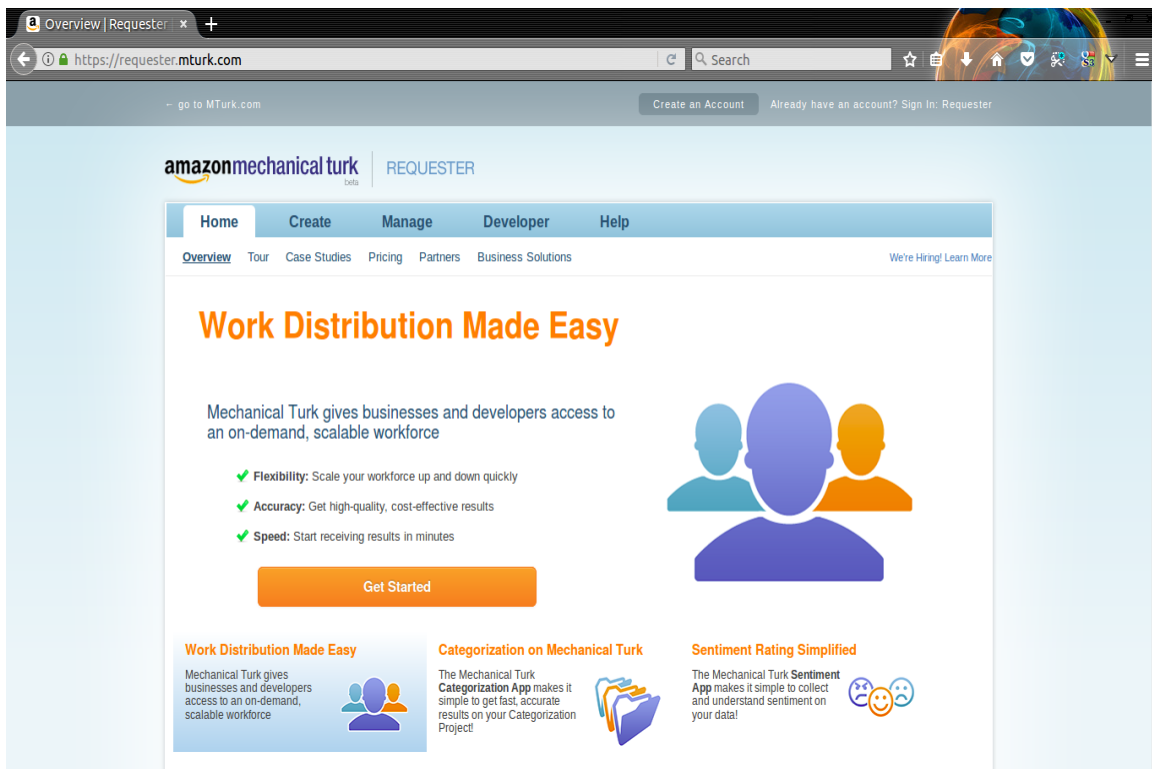 Overview | Requester
https://requester.mturk.com
Search
← go to MTurk.com
Create an Account
Already have an account? Sign In: Requester
amazonmechanical turk
beta
REQUESTER
Home Create Manage Developer Help
Overview Tour Case Studies Pricing Partners Business Solutions
We're Hiring! Learn More
Work Distribution Made Easy
Mechanical Turk gives businesses and developers access to
an on-demand, scalable workforce
Flexibility: Scale your workforce up and down quickly
Accuracy: Get high-quality, cost-effective results
Speed: Start receiving results in minutes
Get Started
Work Distribution Made Easy
Mechanical Turk gives
businesses and developers
access to an on-demand,
scalable workforce
Categorization on Mechanical Turk
The Mechanical Turk
Categorization App makes it
simple to get fast, accurate
results on your Categorization
Project!
Sentiment Rating Simplified
The Mechanical Turk Sentiment
App makes it simple to collect
and understand sentiment on
your data!